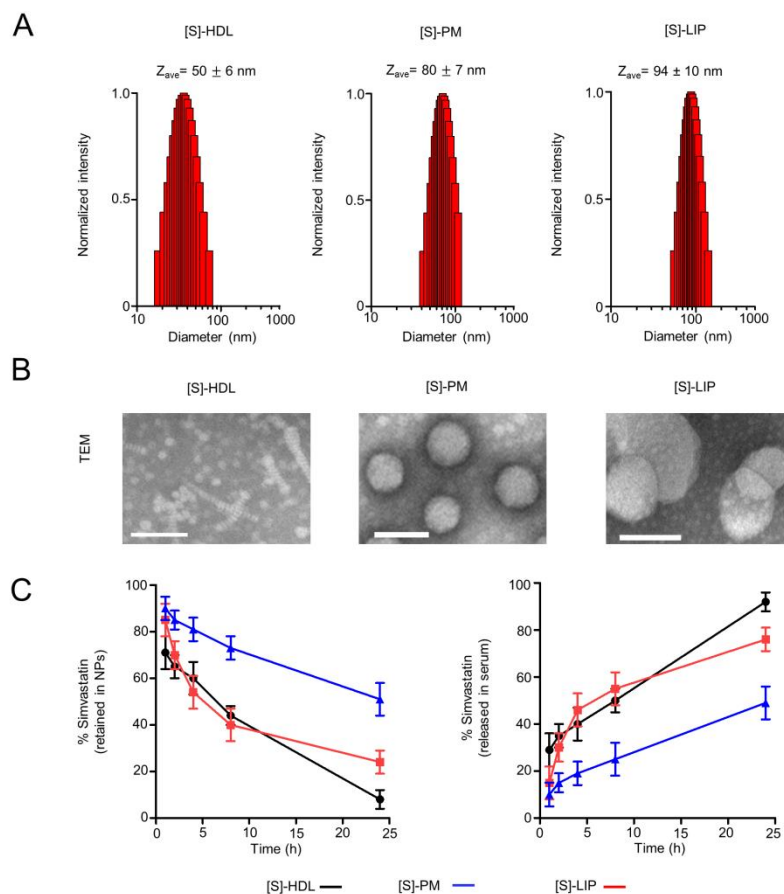 A
[S]-HDL [S]-PM [S]-LIP
Zave= 50 ± 6 nm Zave= 80 ± 7 nm Zave= 94 ± 10 nm
1.0 1.0 1.0
Normalized intensity Normalized intensity Normalized intensity
0.5 0.5 0.5
0 0 0
10 100 1000 10 100 1000 10 100 1000
Diameter (nm) Diameter (nm) Diameter (nm)
B
[S]-HDL [S]-PM [S]-LIP
TEM
C
% Simvastatin
(retained in NPs)
100
80
60
40
20
0
0 5 10 15 20 25
Time (h)
% Simvastatin
(released in serum)
100
80
60
40
20
0
0 5 10 15 20 25
Time (h)
[S]-HDL [S]-PM [S]-LIP